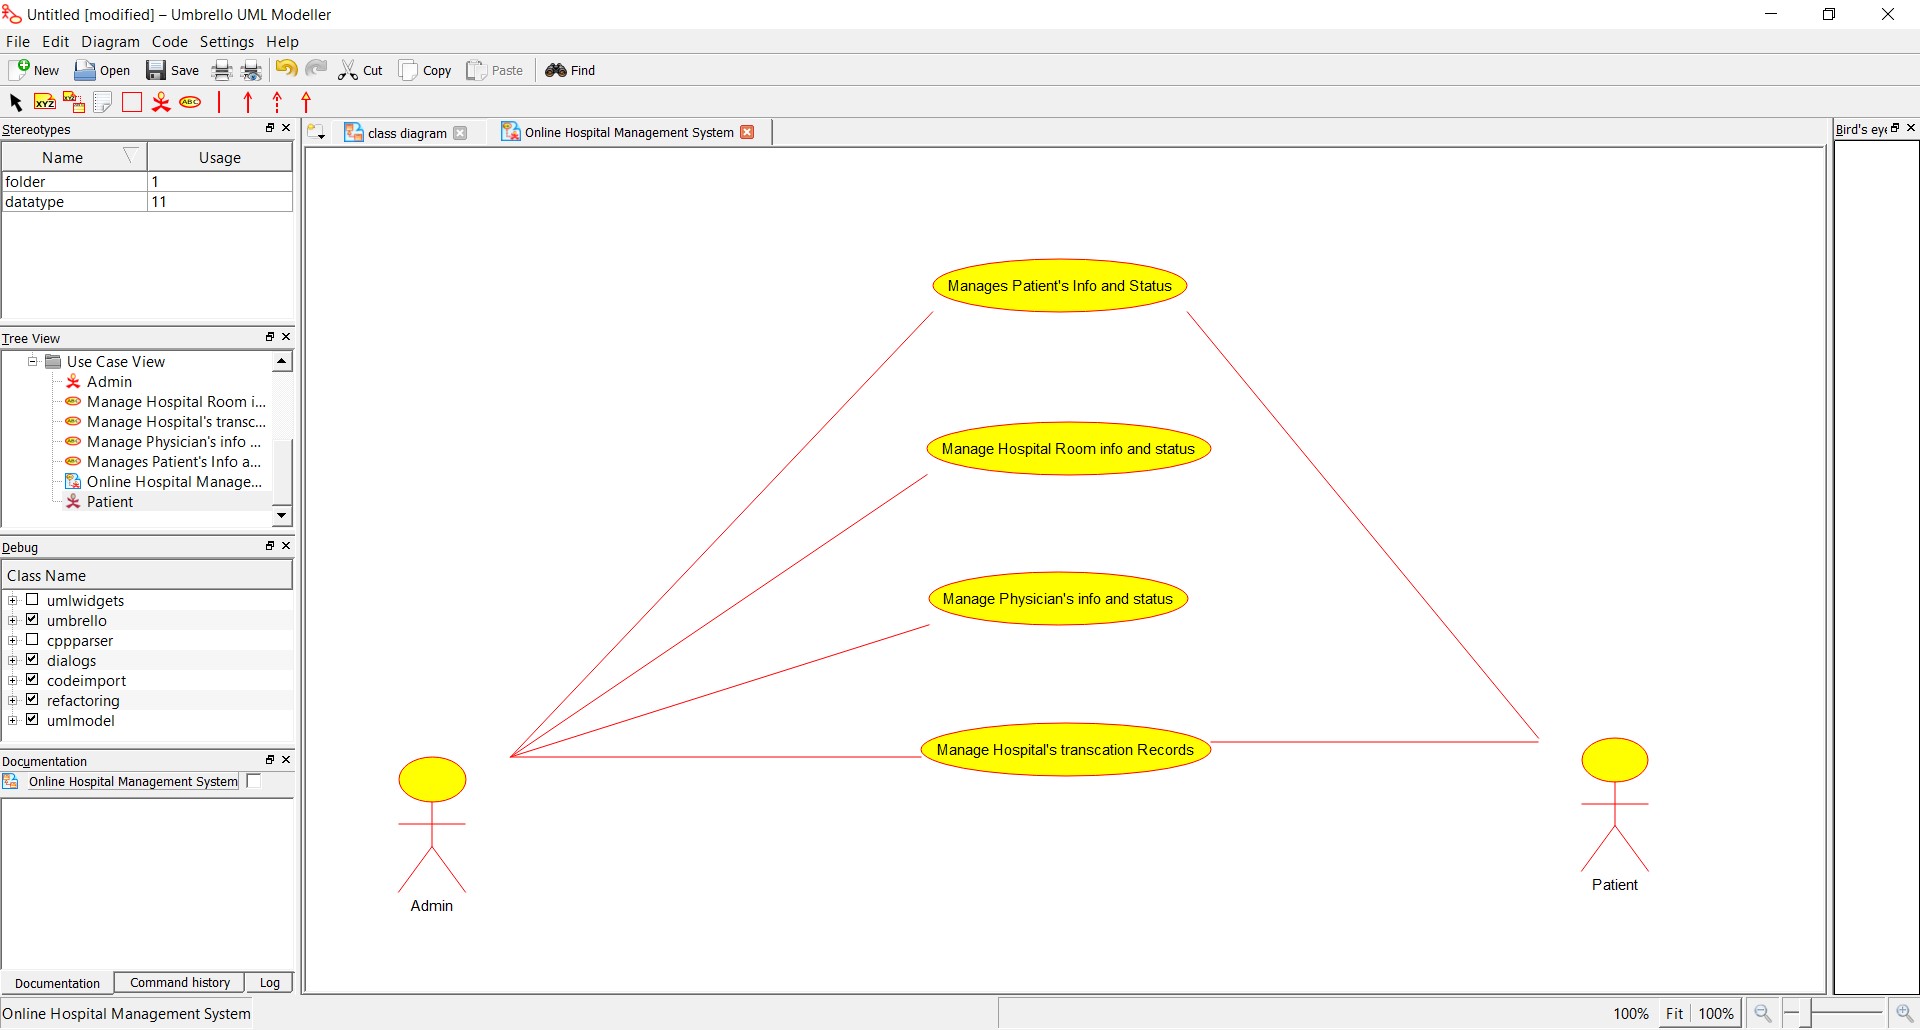 Untitled [modified] – Umbrello UML Modeller
File Edit Diagram Code Settings Help
New Open Save Cut Copy Paste Find
XYZ XYZ ABC
Stereotypes
Name Usage
folder 1
datatype 11
Tree View
Use Case View
Admin
Manage Hospital Room i...
Manage Hospital's transc...
Manage Physician's info ...
Manages Patient's Info a...
Online Hospital Manage...
Patient
Debug
Class Name
umlwidgets
umbrello
cppparser
dialogs
codeimport
refactoring
umlmodel
Documentation
Online Hospital Management System
Documentation Command history Log
class diagram Online Hospital Management System
Manages Patient's Info and Status
Manage Hospital Room info and status
Manage Physician's info and status
Manage Hospital's transcation Records
Admin
Patient
Bird's eye
Online Hospital Management System
100% Fit 100%